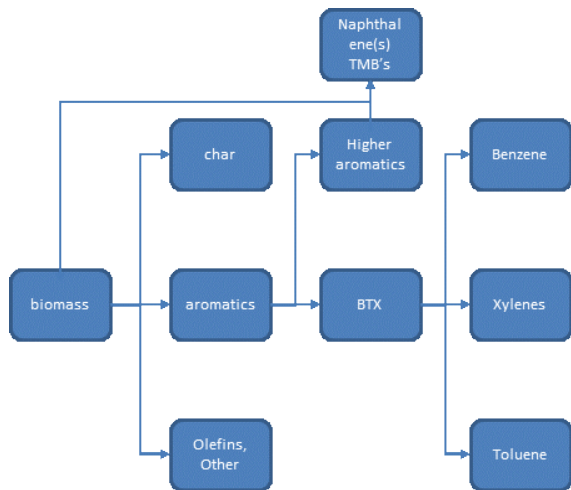 Naphthal
ene(s)
TMB's
char
Higher
aromatics
Benzene
biomass
aromatics
BTX
Xylenes
Olefins,
Other
Toluene